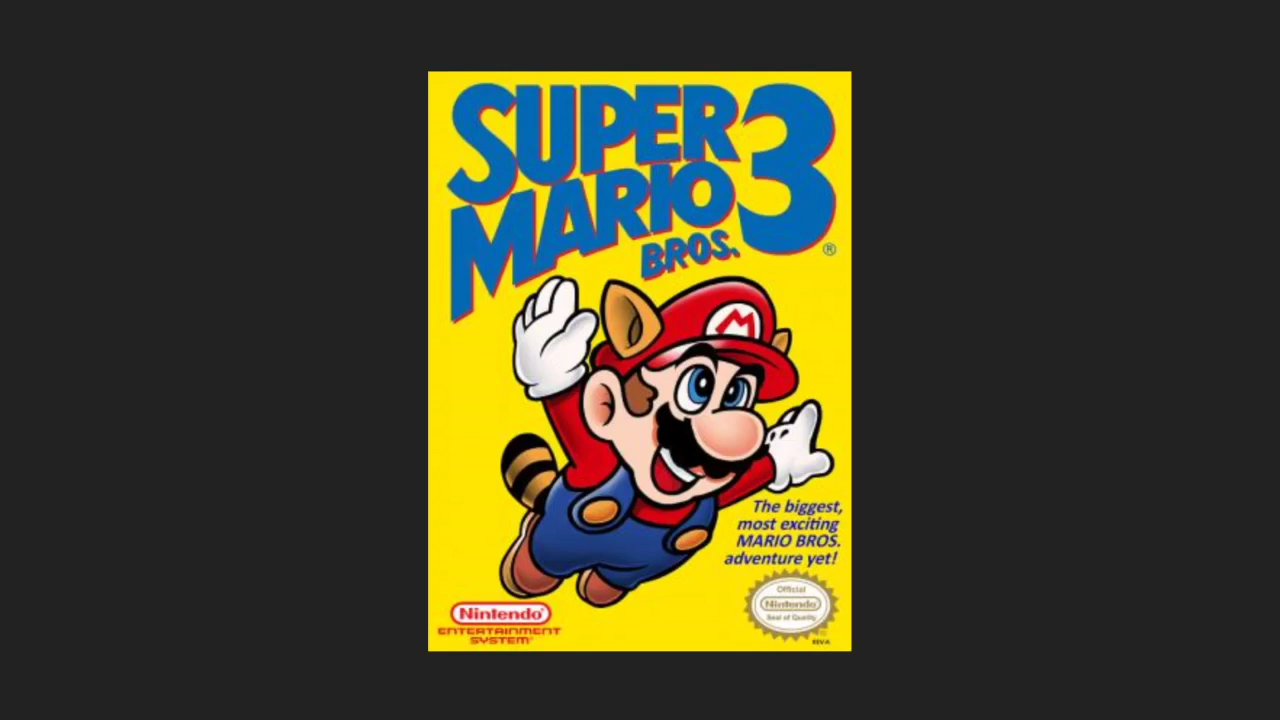 SUPER
MARIO
BROS. 3
®
M
The biggest,
most exciting
MARIO BROS.
adventure yet!
Nintendo®
ENTERTAINMENT
SYSTEM
Official
Nintendo
Seal of Quality
REV-A